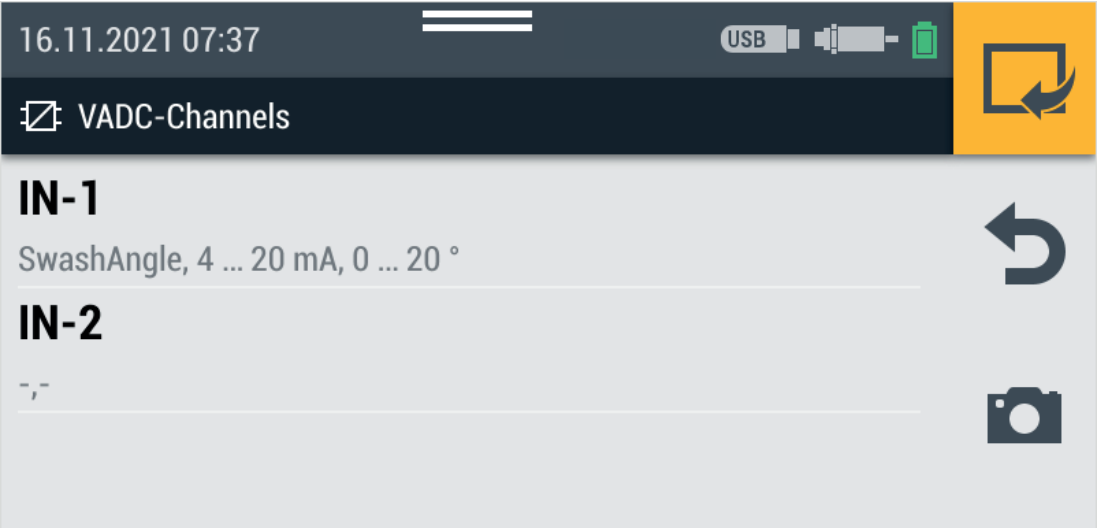 16.11.2021 07:37
USB
VADC-Channels
IN-1
SwashAngle, 4 ... 20 mA, 0 ... 20 °
IN-2
-,-